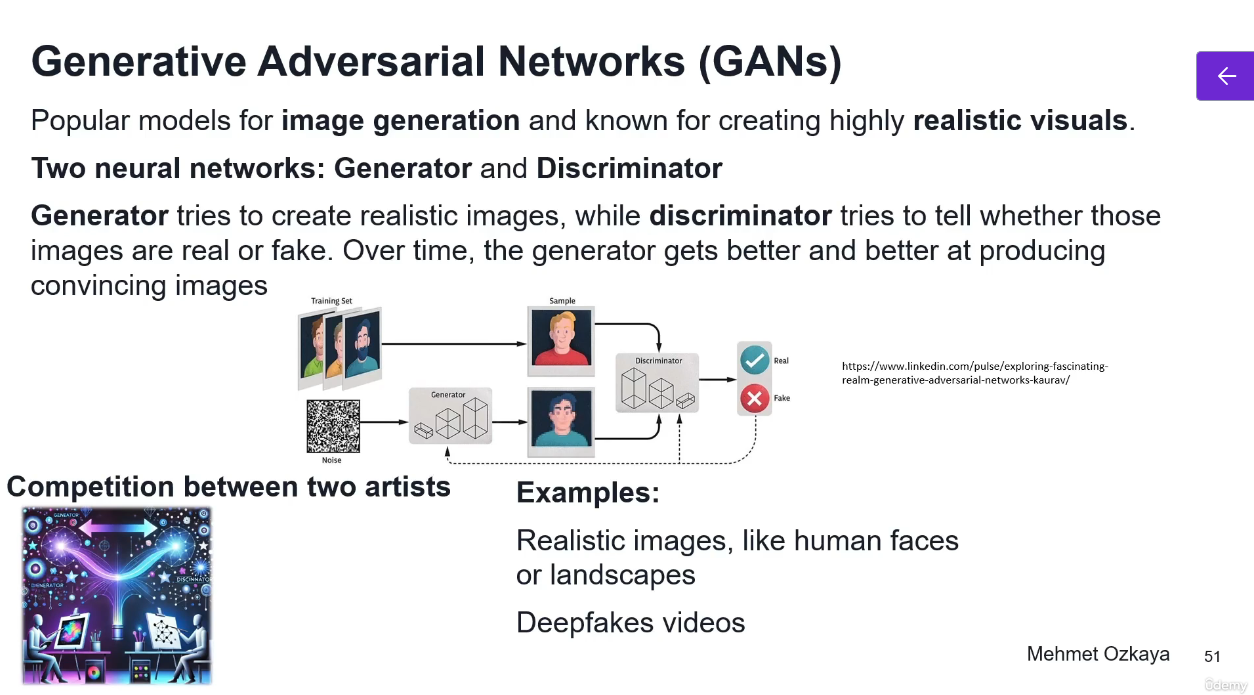 Generative Adversarial Networks (GANs)
Popular models for image generation and known for creating highly realistic visuals.
Two neural networks: Generator and Discriminator
Generator tries to create realistic images, while discriminator tries to tell whether those
images are real or fake. Over time, the generator gets better and better at producing
convincing images
Training Set
Sample
Discriminator
Real
Fake
Generator
Noise
https://www.linkedin.com/pulse/exploring-fascinating-
realm-generative-adversarial-networks-kaurav/
Competition between two artists
GENEATOR
DISCINNATOR
Examples:
Realistic images, like human faces
or landscapes
Deepfakes videos
Mehmet Ozkaya
51
ûdemy